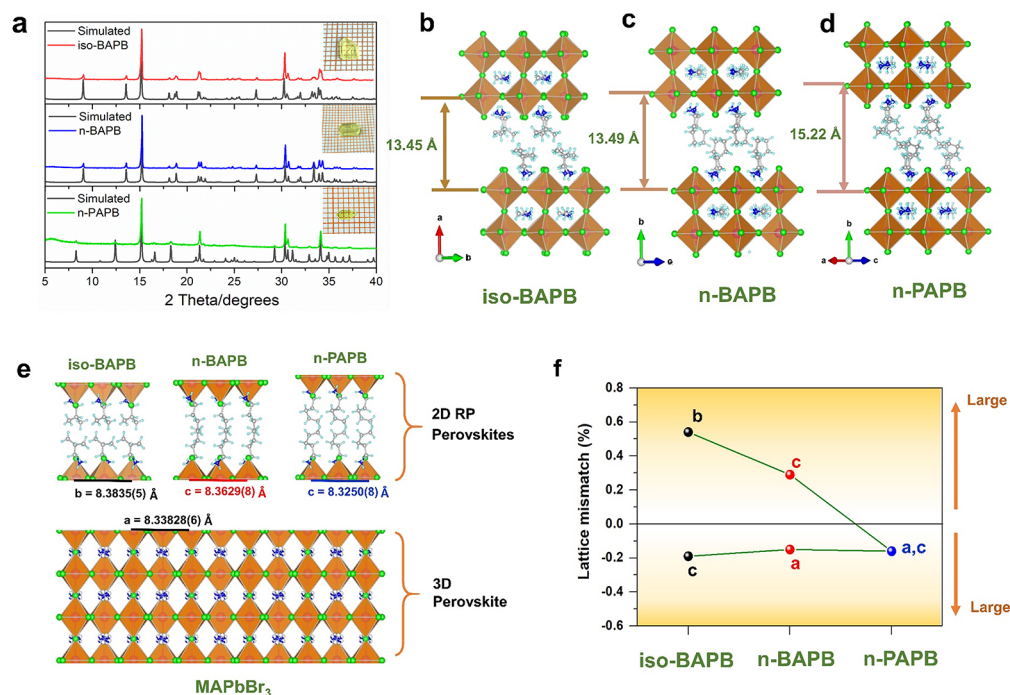 a
Simulated
iso-BAPB
Simulated
n-BAPB
Simulated
n-PAPB
5 10 15 20 25 30 35 40
2 Theta/degrees
b
13.45 Å
a
b
iso-BAPB
c
13.49 Å
b
c
n-BAPB
d
15.22 Å
b
a
c
n-PAPB
e
iso-BAPB
n-BAPB
n-PAPB
2D RP
Perovskites
b = 8.3835(5) Å
c = 8.3629(8) Å
c = 8.3250(8) Å
a = 8.33828(6) Å
3D
Perovskite
MAPbBr₃
f
Lattice mismatch (%)
0.8
0.6
0.4
0.2
0.0
-0.2
-0.4
-0.6
b
c
c
a
a,c
Large
Large
iso-BAPB n-BAPB n-PAPB